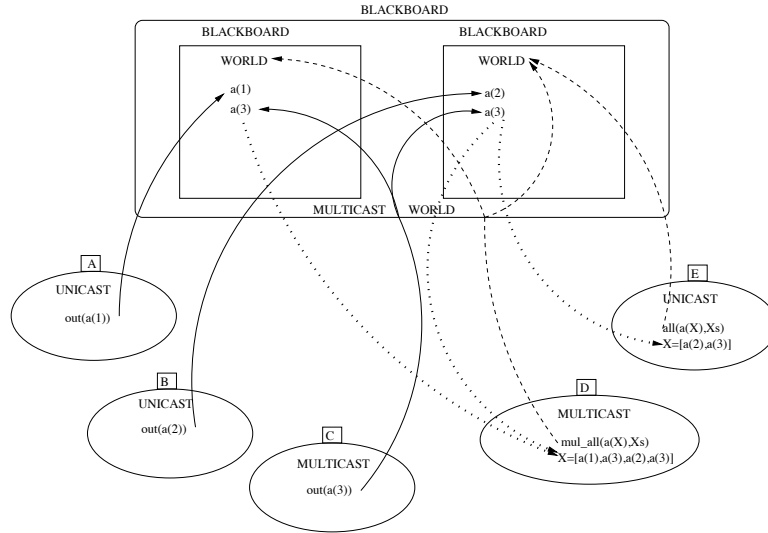 BLACKBOARD
BLACKBOARD
BLACKBOARD
WORLD
WORLD
a(1)
a(2)
a(3)
a(3)
MULTICAST WORLD
A
UNICAST
out(a(1))
E
UNICAST
all(a(X),Xs)
X=[a(2),a(3)]
B
UNICAST
out(a(2))
D
MULTICAST
mul_all(a(X),Xs)
X=[a(1),a(3),a(2),a(3)]
C
MULTICAST
out(a(3))